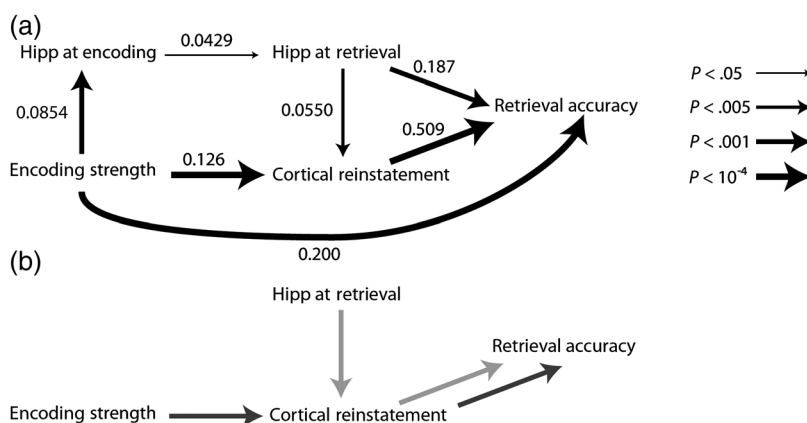 (a)
Hipp at encoding
0.0429
Hipp at retrieval
0.187
P < .05
0.0854
0.0550
0.509
Retrieval accuracy
P < .005
P < .001
Encoding strength
0.126
Cortical reinstatement
P < 10⁻⁴
0.200
(b)
Hipp at retrieval
Retrieval accuracy
Encoding strength
Cortical reinstatement